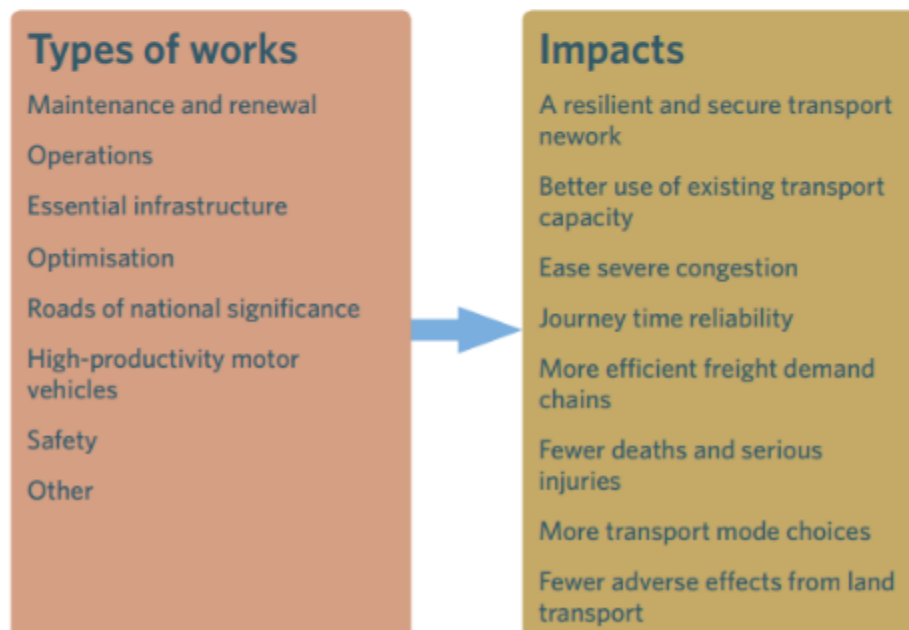 Types of works
Maintenance and renewal
Operations
Essential infrastructure
Optimisation
Roads of national significance
High-productivity motor
vehicles
Safety
Other
Impacts
A resilient and secure transport
nework
Better use of existing transport
capacity
Ease severe congestion
Journey time reliability
More efficient freight demand
chains
Fewer deaths and serious
injuries
More transport mode choices
Fewer adverse effects from land
transport